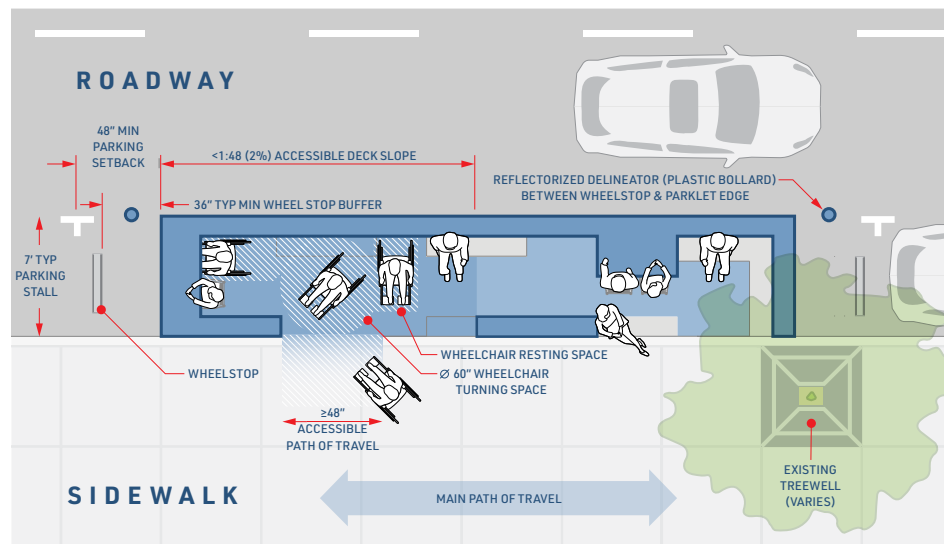 ROADWAY
48" MIN
PARKING
SETBACK
<1:48 (2%) ACCESSIBLE DECK SLOPE
REFLECTORIZED DELINEATOR (PLASTIC BOLLARD)
BETWEEN WHEELSTOP & PARKLET EDGE
36" TYP MIN WHEEL STOP BUFFER
7' TYP
PARKING
STALL
WHEELSTOP
WHEELCHAIR RESTING SPACE
Ø 60" WHEELCHAIR
TURNING SPACE
≥48"
ACCESSIBLE
PATH OF TRAVEL
EXISTING
TREEWELL
(VARIES)
SIDEWALK
MAIN PATH OF TRAVEL